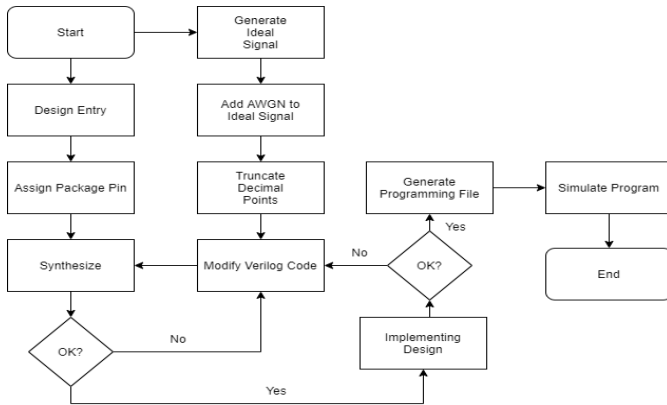 Start
Generate
Ideal
Signal
Design Entry
Add AWGN to
Ideal Signal
Assign Package Pin
Truncate
Decimal
Points
Generate
Programming File
Simulate Program
Yes
Synthesize
Modify Verilog Code
No
OK?
End
OK?
No
Implementing
Design
Yes